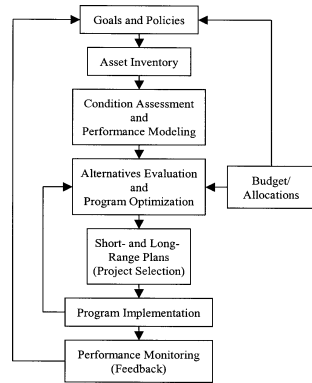 Goals and Policies
Asset Inventory
Condition Assessment
and
Performance Modeling
Alternatives Evaluation
and
Program Optimization
Budget/
Allocations
Short- and Long-
Range Plans
(Project Selection)
Program Implementation
Performance Monitoring
(Feedback)